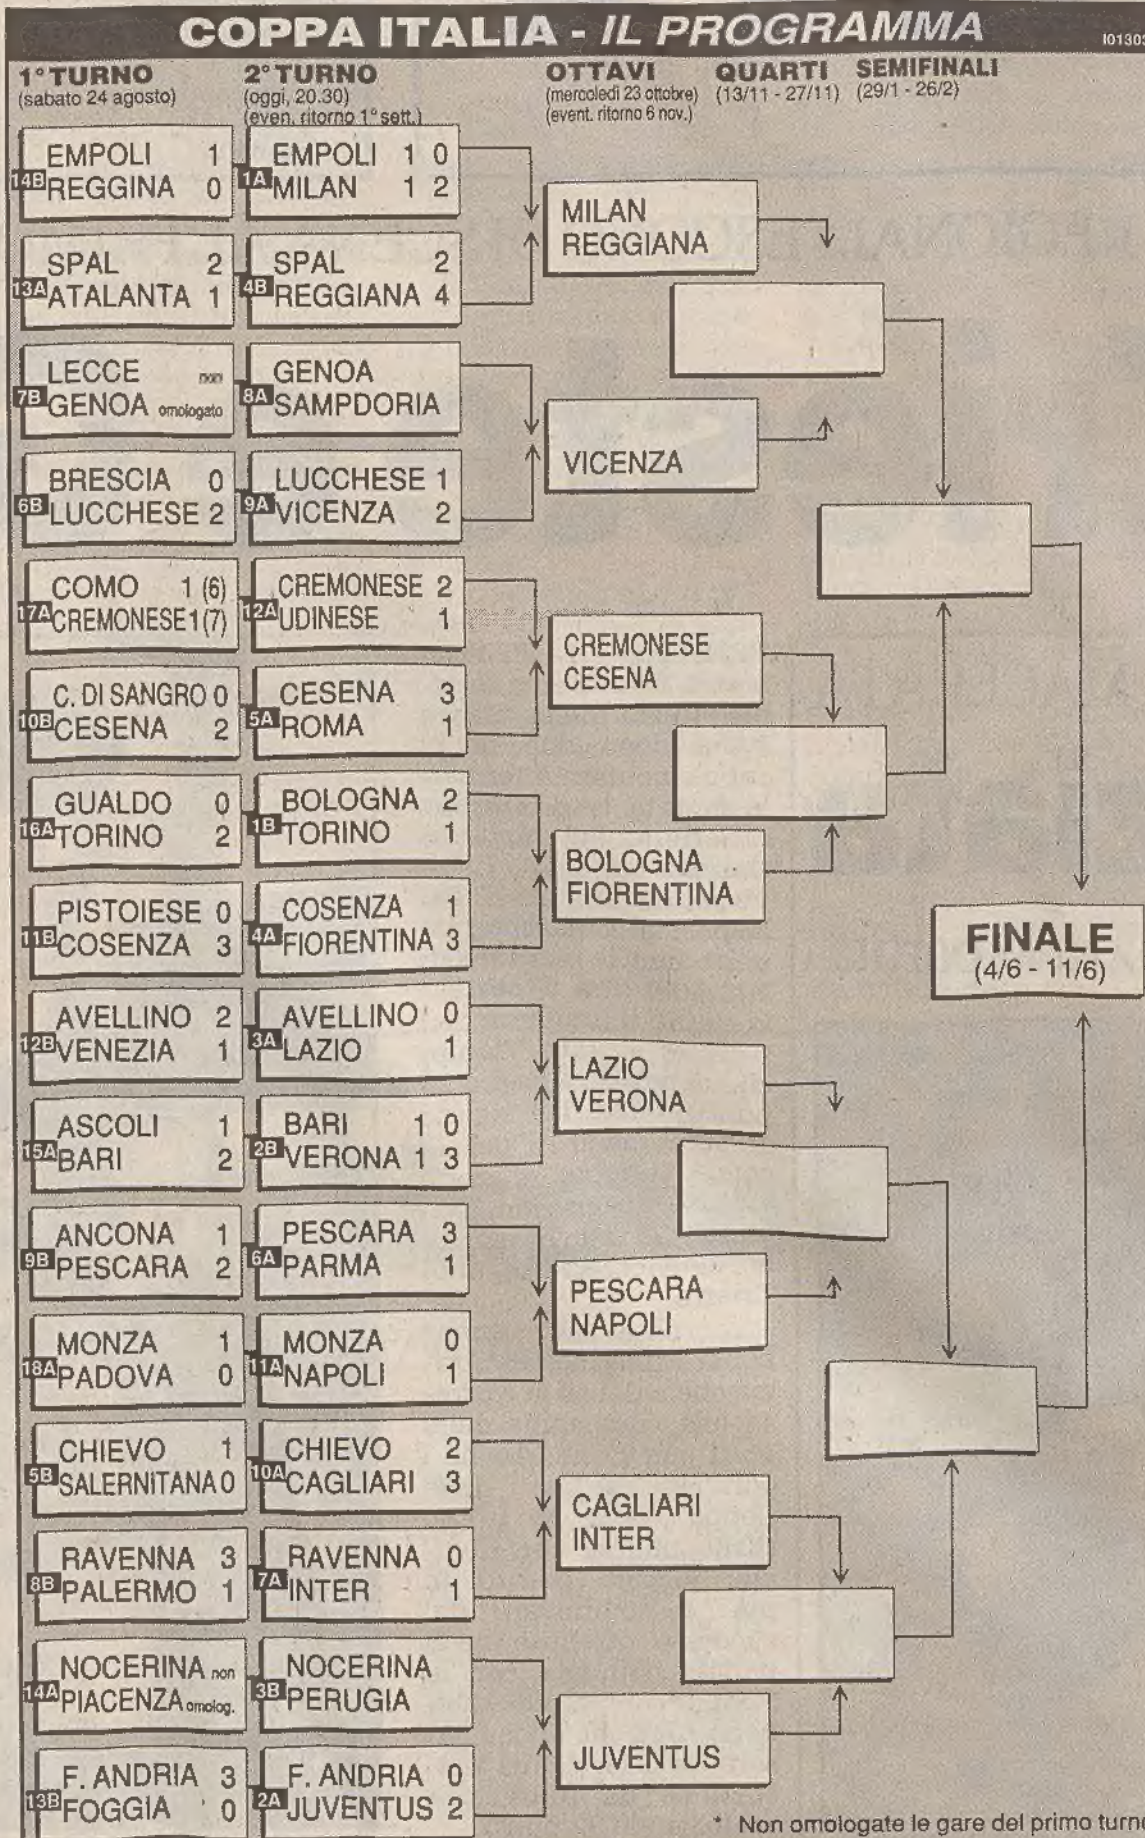 COPPA ITALIA - IL PROGRAMMA
1° TURNO
(sabato 24 agosto)
2° TURNO
(oggi, 20.30)
(even. ritorno 1° sett.)
OTTAVI
(mercoledì 23 ottobre)
(event. ritorno 6 nov.)
QUARTI
(13/11 - 27/11)
SEMIFINALI
(29/1 - 26/2)
14B
EMPOLI 1
REGGINA 0
1A
EMPOLI 1 0
MILAN 1 2
13A
SPAL 2
ATALANTA 1
4B
SPAL 2
REGGIANA 4
MILAN
REGGIANA
7B
LECCE non
GENOA omologato
8A
GENOA
SAMPDORIA
6B
BRESCIA 0
LUCCHESE 2
9A
LUCCHESE 1
VICENZA 2
VICENZA
17A
COMO 1 (6)
CREMONESE 1 (7)
12A
CREMONESE 2
UDINESE 1
10B
C. DI SANGRO 0
CESENA 2
5A
CESENA 3
ROMA 1
CREMONESE
CESENA
16A
GUALDO 0
TORINO 2
1B
BOLOGNA 2
TORINO 1
11B
PISTOIESE 0
COSENZA 3
4A
COSENZA 1
FIORENTINA 3
BOLOGNA
FIORENTINA
FINALE
(4/6 - 11/6)
12B
AVELLINO 2
VENEZIA 1
3A
AVELLINO 0
LAZIO 1
15A
ASCOLI 1
BARI 2
2B
BARI 1 0
VERONA 1 3
LAZIO
VERONA
9B
ANCONA 1
PESCARA 2
6A
PESCARA 3
PARMA 1
18A
MONZA 1
PADOVA 0
11A
MONZA 0
NAPOLI 1
PESCARA
NAPOLI
5B
CHIEVO 1
SALERNITANA 0
10A
CHIEVO 2
CAGLIARI 3
8B
RAVENNA 3
PALERMO 1
7A
RAVENNA 0
INTER 1
CAGLIARI
INTER
14A
NOCERINA non
PIACENZA omolog.
3B
NOCERINA
PERUGIA
13B
F. ANDRIA 3
FOGGIA 0
2A
F. ANDRIA 0
JUVENTUS 2
JUVENTUS
* Non omologate le gare del primo turno